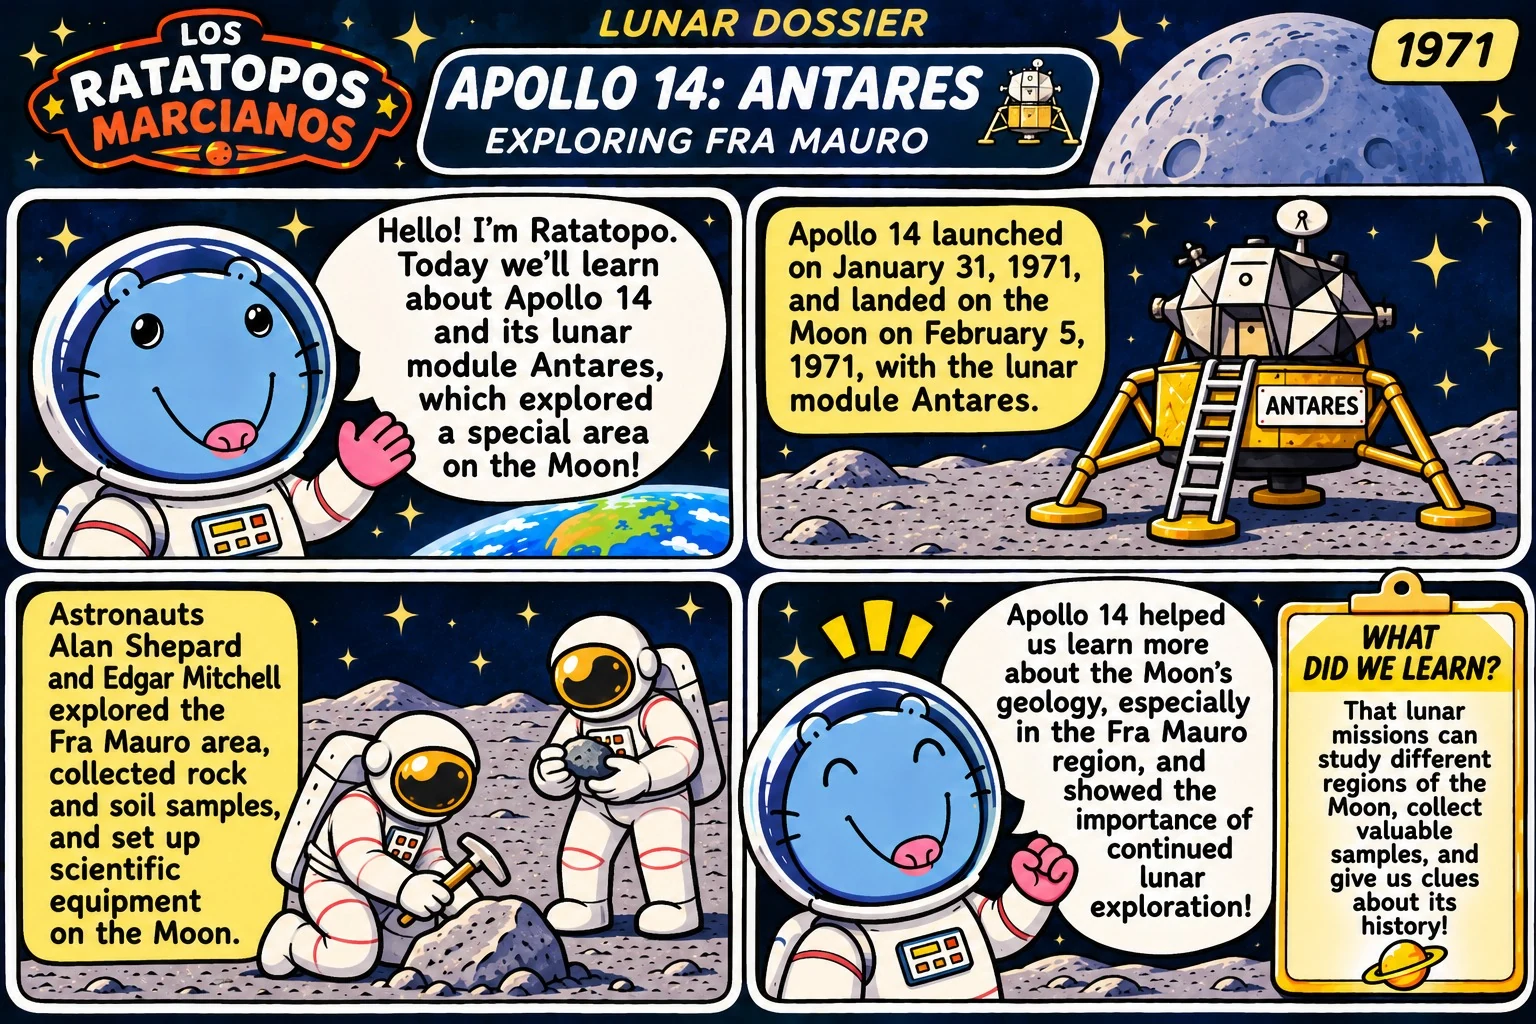 LOS
RATATOPOS
MARCIANOS
LUNAR DOSSIER
APOLLO 14: ANTARES
EXPLORING FRA MAURO
1971
Hello! I'm Ratatopo.
Today we'll learn
about Apollo 14
and its lunar
module Antares,
which explored
a special area
on the Moon!
Apollo 14 launched
on January 31, 1971,
and landed on the
Moon on February 5,
1971, with the lunar
module Antares.
ANTARES
Astronauts
Alan Shepard
and Edgar Mitchell
explored the
Fra Mauro area,
collected rock
and soil samples,
and set up
scientific
equipment
on the Moon.
Apollo 14 helped
us learn more
about the Moon's
geology, especially
in the Fra Mauro
region, and
showed the
importance of
continued
lunar
exploration!
WHAT
DID WE LEARN?
That lunar
missions can
study different
regions of the
Moon, collect
valuable
samples, and
give us clues
about its
history!